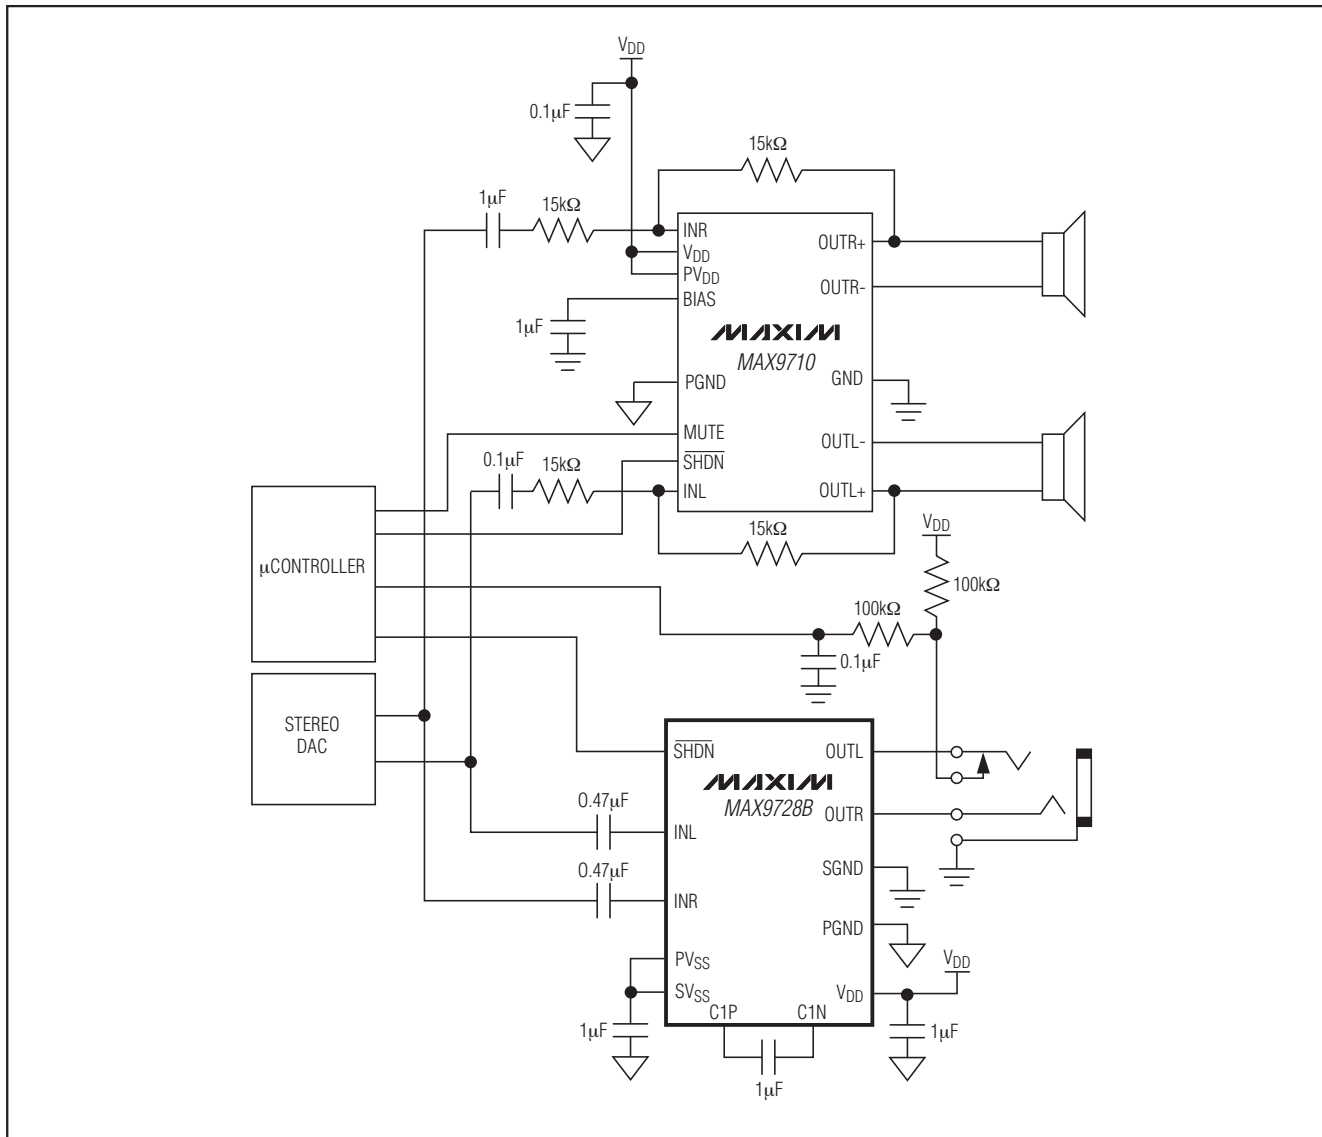 VDD
0.1µF
15kΩ
1µF
15kΩ
INR
VDD
PVDD
BIAS
OUTR+
OUTR-
1µF
MAXIM
MAX9710
PGND
GND
MUTE
SHDN
INL
OUTL-
OUTL+
0.1µF
15kΩ
15kΩ
VDD
100kΩ
100kΩ
0.1µF
µCONTROLLER
STEREO
DAC
SHDN
OUTL
MAXIM
MAX9728B
OUTR
0.47µF
INL
0.47µF
INR
SGND
PGND
PVSS
SVSS
VDD
VDD
C1P
C1N
1µF
1µF
1µF